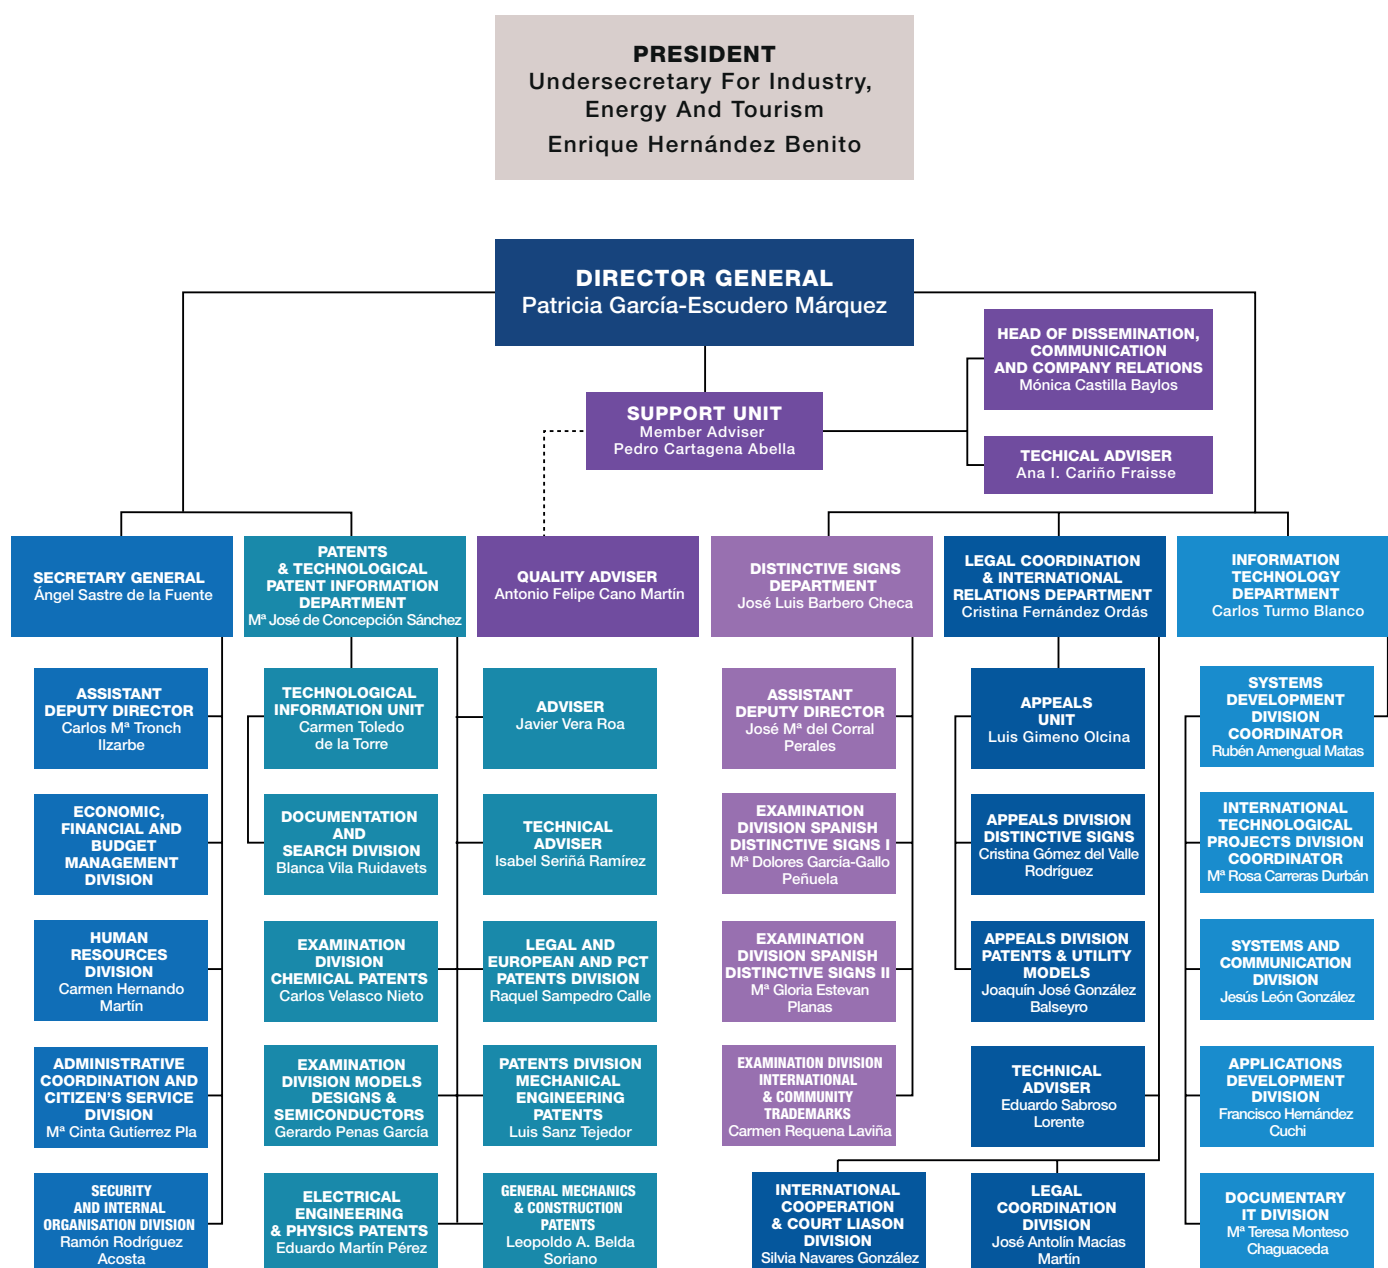 PRESIDENT
Undersecretary For Industry,
Energy And Tourism
Enrique Hernández Benito
DIRECTOR GENERAL
Patricia García-Escudero Márquez
HEAD OF DISSEMINATION,
COMMUNICATION
AND COMPANY RELATIONS
Mónica Castilla Baylos
SUPPORT UNIT
Member Adviser
Pedro Cartagena Abella
TECHICAL ADVISER
Ana I. Cariño Fraisse
SECRETARY GENERAL
Ángel Sastre de la Fuente
PATENTS
& TECHNOLOGICAL
PATENT INFORMATION
DEPARTMENT
Mª José de Concepción Sánchez
QUALITY ADVISER
Antonio Felipe Cano Martín
DISTINCTIVE SIGNS
DEPARTMENT
José Luis Barbero Checa
LEGAL COORDINATION
& INTERNATIONAL
RELATIONS DEPARTMENT
Cristina Fernández Ordás
INFORMATION
TECHNOLOGY
DEPARTMENT
Carlos Turmo Blanco
ASSISTANT
DEPUTY DIRECTOR
Carlos Mª Tronch
Ilzarbe
TECHNOLOGICAL
INFORMATION UNIT
Carmen Toledo
de la Torre
ADVISER
Javier Vera Roa
ASSISTANT
DEPUTY DIRECTOR
José Mª del Corral
Perales
APPEALS
UNIT
Luis Gimeno Olcina
SYSTEMS
DEVELOPMENT
DIVISION
COORDINATOR
Rubén Amengual Matas
ECONOMIC,
FINANCIAL AND
BUDGET
MANAGEMENT
DIVISION
DOCUMENTATION
AND
SEARCH DIVISION
Blanca Vila Ruidavets
TECHNICAL
ADVISER
Isabel Seriñá Ramírez
EXAMINATION
DIVISION SPANISH
DISTINCTIVE SIGNS I
Mª Dolores García-Gallo
Peñuela
APPEALS DIVISION
DISTINCTIVE SIGNS
Cristina Gómez del Valle
Rodríguez
INTERNATIONAL
TECHNOLOGICAL
PROJECTS DIVISION
COORDINATOR
Mª Rosa Carreras Durbán
HUMAN
RESOURCES
DIVISION
Carmen Hernando
Martín
EXAMINATION
DIVISION
CHEMICAL PATENTS
Carlos Velasco Nieto
LEGAL AND
EUROPEAN AND PCT
PATENTS DIVISION
Raquel Sampedro Calle
EXAMINATION
DIVISION SPANISH
DISTINCTIVE SIGNS II
Mª Gloria Estevan
Planas
APPEALS DIVISION
PATENTS & UTILITY
MODELS
Joaquín José González
Balseyro
SYSTEMS AND
COMMUNICATION
DIVISION
Jesús León González
ADMINISTRATIVE
COORDINATION AND
CITIZEN'S SERVICE
DIVISION
Mª Cinta Gutíerrez Pla
EXAMINATION
DIVISION MODELS
DESIGNS &
SEMICONDUCTORS
Gerardo Penas García
PATENTS DIVISION
MECHANICAL
ENGINEERING
PATENTS
Luis Sanz Tejedor
EXAMINATION DIVISION
INTERNATIONAL
& COMMUNITY
TRADEMARKS
Carmen Requena Laviña
TECHNICAL
ADVISER
Eduardo Sabroso
Lorente
APPLICATIONS
DEVELOPMENT
DIVISION
Francisco Hernández
Cuchi
SECURITY
AND INTERNAL
ORGANISATION DIVISION
Ramón Rodríguez
Acosta
ELECTRICAL
ENGINEERING
& PHYSICS PATENTS
Eduardo Martín Pérez
GENERAL MECHANICS
& CONSTRUCTION
PATENTS
Leopoldo A. Belda
Soriano
INTERNATIONAL
COOPERATION
& COURT LIASON
DIVISION
Silvia Navares González
LEGAL
COORDINATION
DIVISION
José Antolín Macías
Martín
DOCUMENTARY
IT DIVISION
Mª Teresa Monteso
Chaguaceda